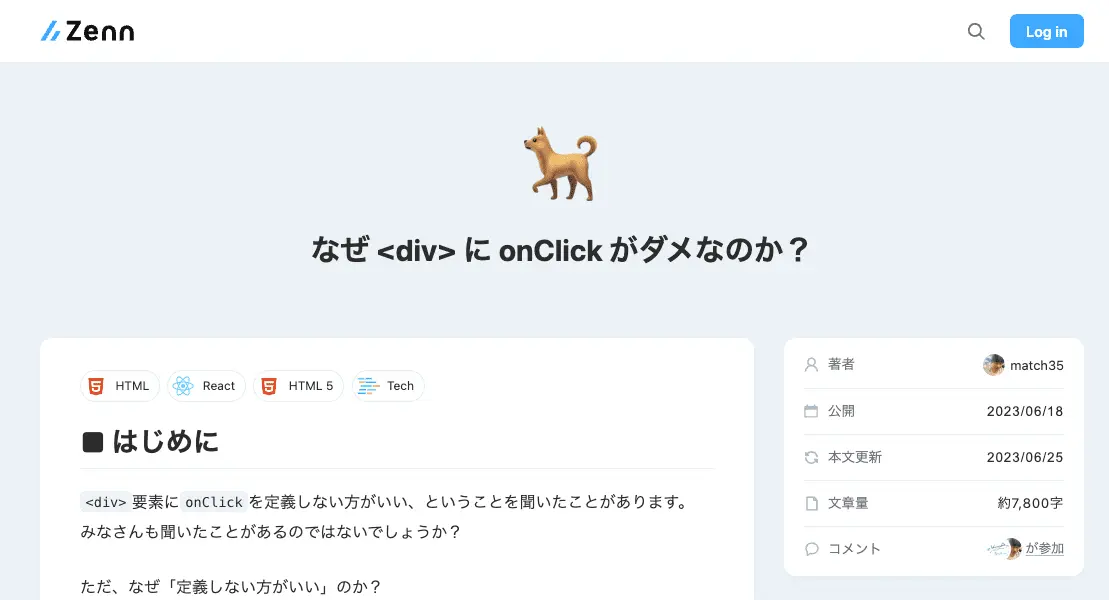 Zenn
Log in
なぜ <div> に onClick がダメなのか？
HTML
React
HTML 5
Tech
■ はじめに
<div> 要素に onClick を定義しない方がいい、ということを聞いたことがあります。
みなさんも聞いたことがあるのではないでしょうか？
ただ、なぜ「定義しない方がいい」のか？
著者 match35
公開 2023/06/18
本文更新 2023/06/25
文章量 約7,800字
コメント が参加